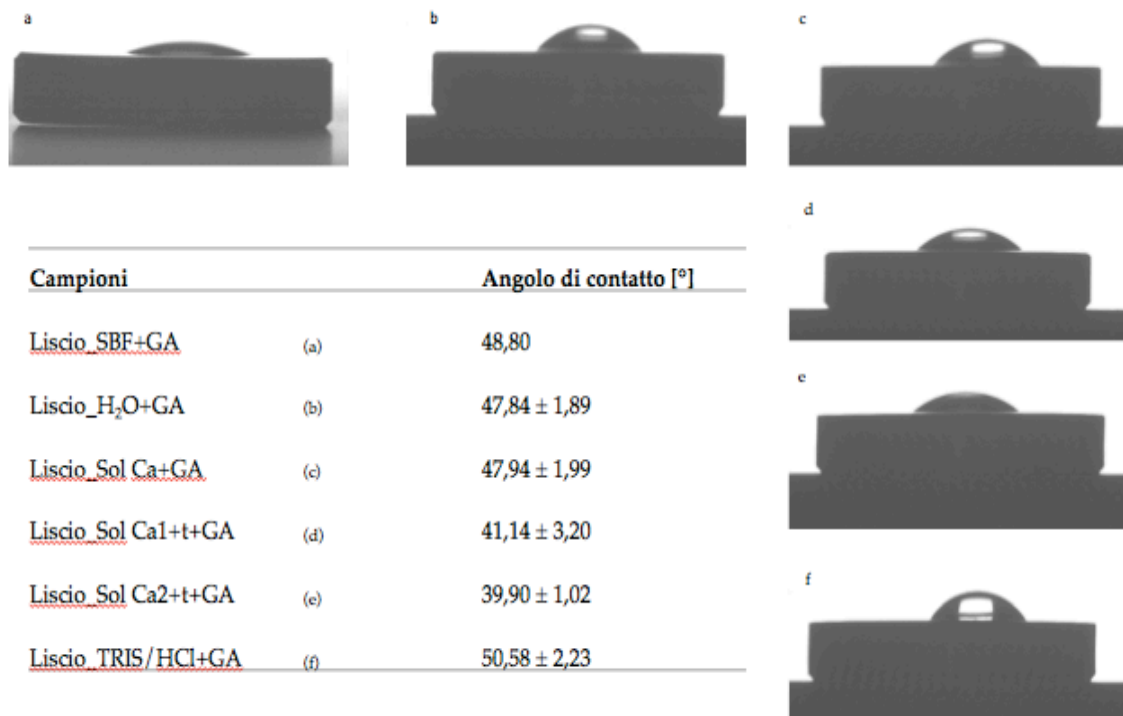 a
b
c
d
Campioni Angolo di contatto [°]
Liscio_SBF+GA (a) 48,80
e
Liscio_H₂O+GA (b) 47,84 ± 1,89
Liscio_Sol Ca+GA (c) 47,94 ± 1,99
Liscio_Sol Ca1+t+GA (d) 41,14 ± 3,20
f
Liscio_Sol Ca2+t+GA (e) 39,90 ± 1,02
Liscio_TRIS/HCl+GA (f) 50,58 ± 2,23